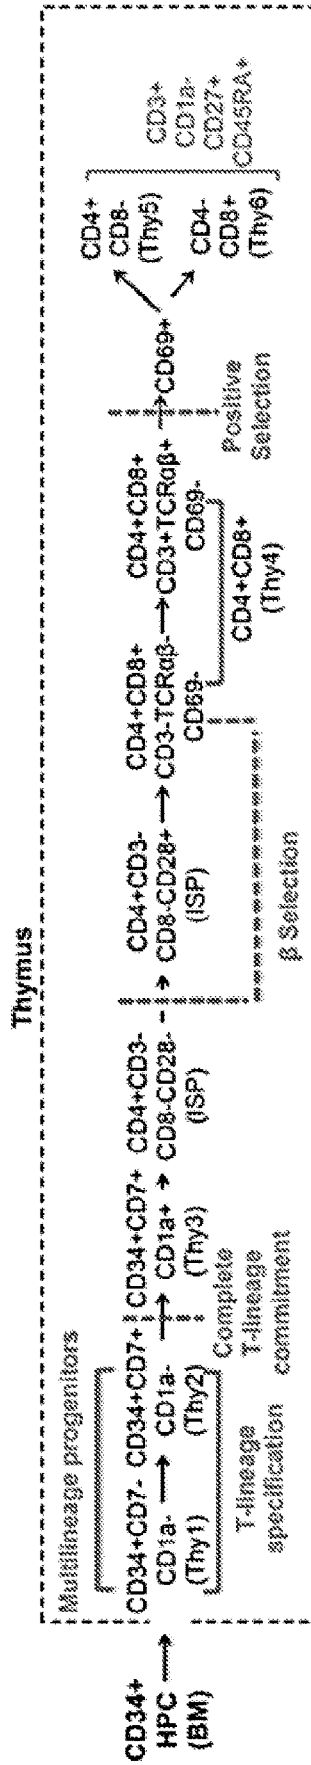 Thymus
CD34+
HPC
(BM)
Multilineage progenitors
CD34+CD7-
CD1a-
(Thy1)
CD34+CD7+
CD1a-
(Thy2)
T-lineage
specification
CD34+CD7+
CD1a+
(Thy3)
Complete
T-lineage
commitment
CD4+CD3-
CD8-CD28-
(ISP)
CD4+CD3-
CD8-CD28+
(ISP)
β Selection
CD4+CD8+
CD3-TCRαβ-
CD69-
CD4+CD8+
CD3+TCRαβ+
CD69-
CD4+CD8+
(Thy4)
Positive
Selection
CD69+
CD4+
CD8-
(Thy5)
CD4-
CD8+
(Thy6)
CD3+
CD1a-
CD27+
CD45RA+